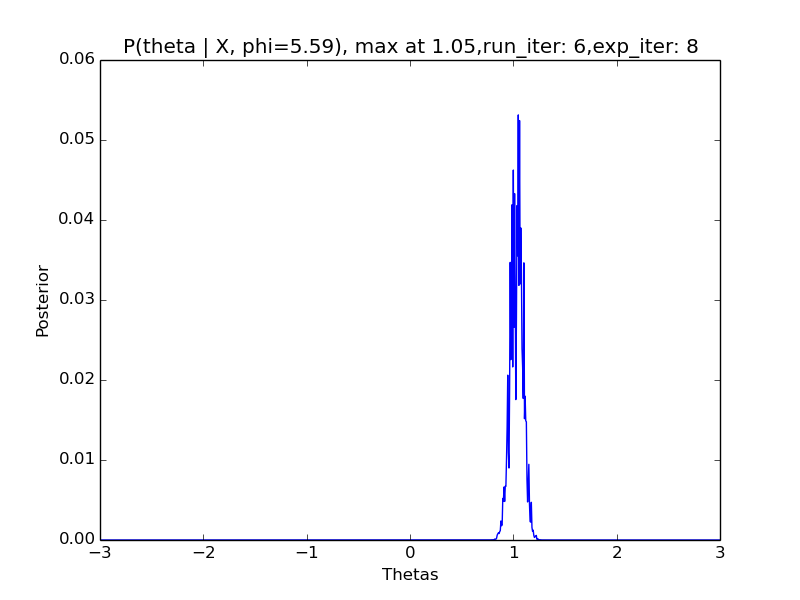 P(theta | X, phi=5.59), max at 1.05,run_iter: 6,exp_iter: 8
0.06
0.05
0.04
0.03
0.02
0.01
0.00
Posterior
−3 −2 −1 0 1 2 3
Thetas